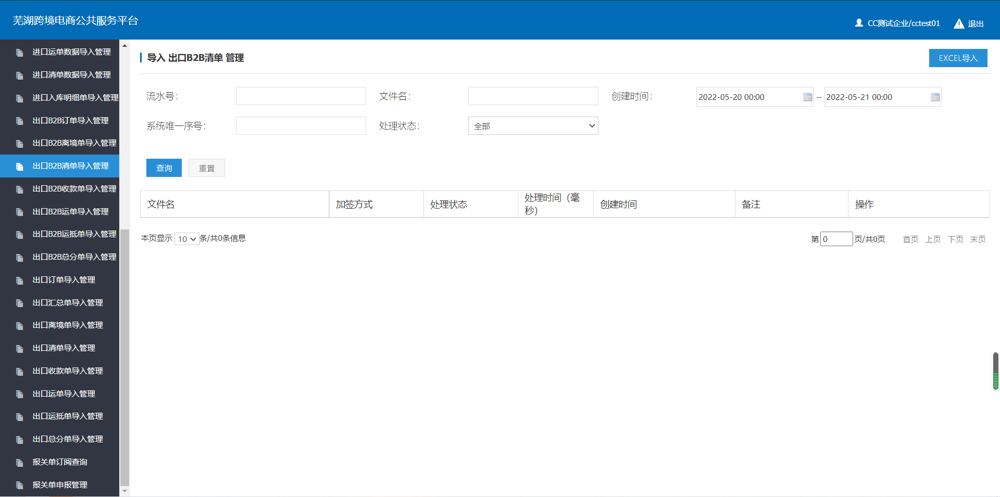 芜湖跨境电商公共服务平台
CC测试企业/cctest01
退出
进口运单数据导入管理
进口清单数据导入管理
进口入库明细单导入管理
出口B2B订单导入管理
出口B2B离境单导入管理
出口B2B清单导入管理
出口B2B收款单导入管理
出口B2B运单导入管理
出口B2B运抵单导入管理
出口B2B总分单导入管理
出口订单导入管理
出口汇总单导入管理
出口离境单导入管理
出口清单导入管理
出口收款单导入管理
出口运单导入管理
出口运抵单导入管理
出口总分单导入管理
报关单订阅查询
报关单申报管理
导入 出口B2B清单 管理
EXCEL导入
流水号:
文件名:
创建时间:
2022-05-20 00:00
--
2022-05-21 00:00
系统唯一序号:
处理状态:
全部
查询
重置
文件名
加签方式
处理状态
处理时间（毫
秒）
创建时间
备注
操作
本页显示 10 条/共0条信息
第 0 页/共0页
首页 上页 下页 末页